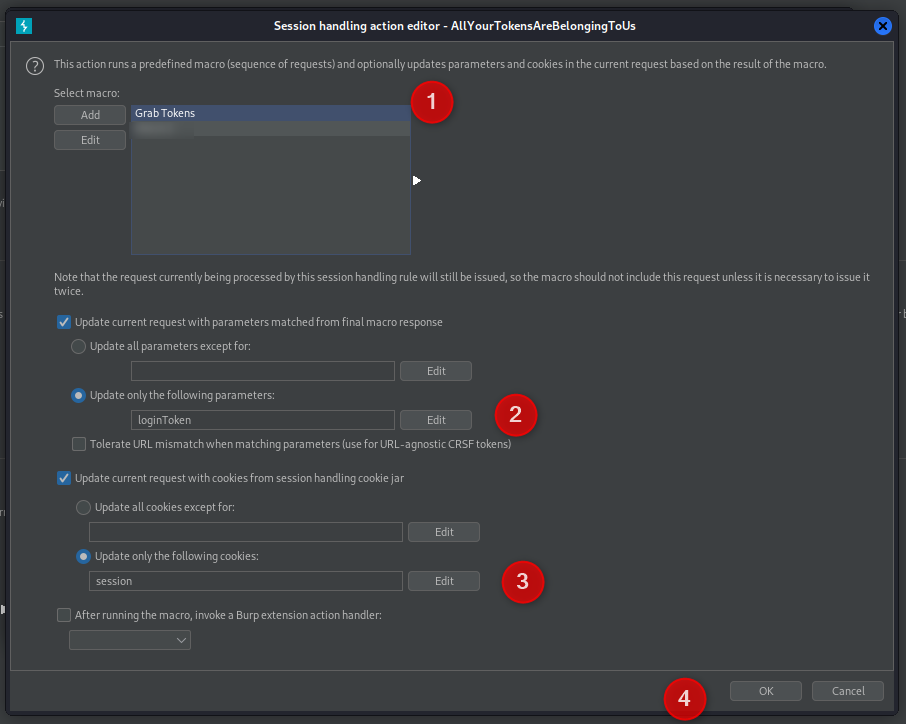 Session handling action editor - AllYourTokensAreBelongingToUs
This action runs a predefined macro (sequence of requests) and optionally updates parameters and cookies in the current request based on the result of the macro.
Select macro:
1
Add
Grab Tokens
Edit
Note that the request currently being processed by this session handling rule will still be issued, so the macro should not include this request unless it is necessary to issue it
twice.
Update current request with parameters matched from final macro response
Update all parameters except for:
Edit
Update only the following parameters:
loginToken
Edit
2
Tolerate URL mismatch when matching parameters (use for URL-agnostic CRSF tokens)
Update current request with cookies from session handling cookie jar
Update all cookies except for:
Edit
Update only the following cookies:
session
Edit
3
After running the macro, invoke a Burp extension action handler:
4
OK
Cancel